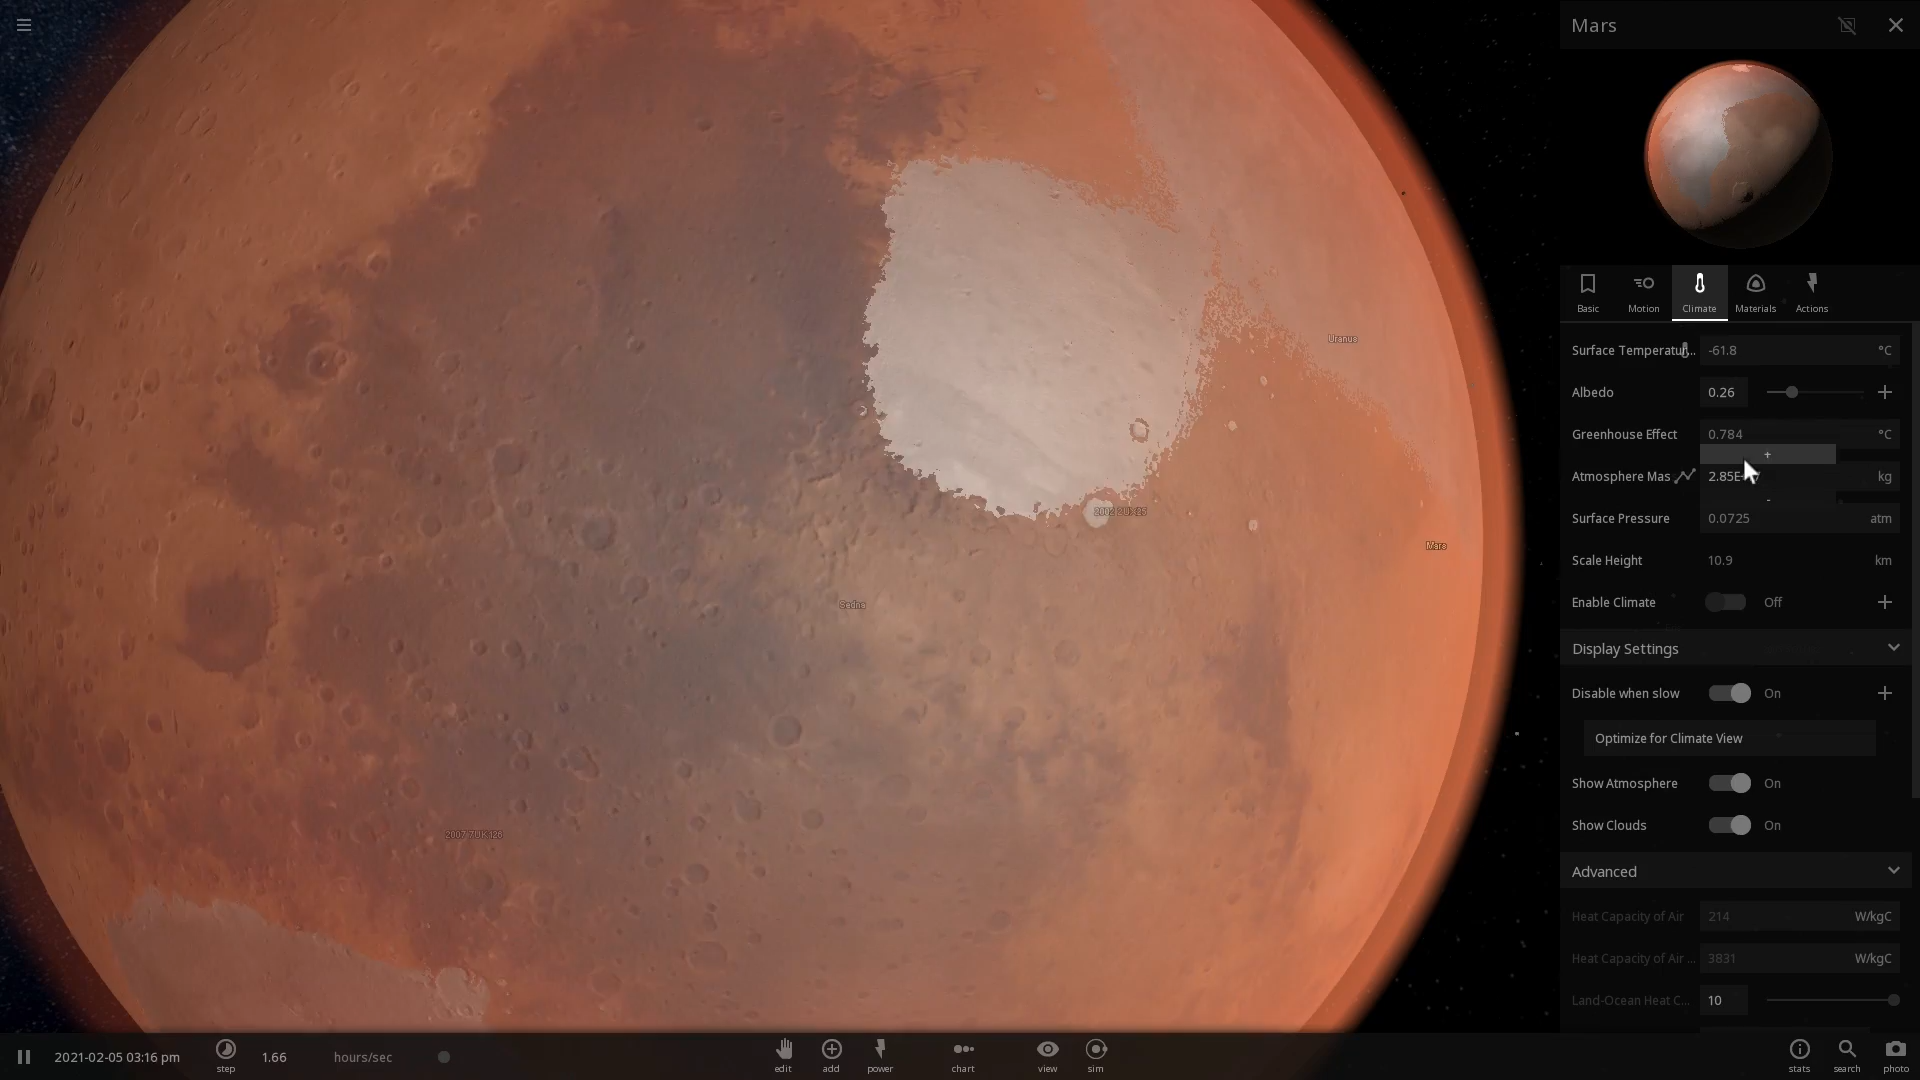 Mars
Basic
Motion
Climate
Materials
Actions
Surface Temperatur...
-61.8
°C
Albedo
0.26
Greenhouse Effect
0.784
°C
+
Atmosphere Mas
kg
-
Surface Pressure
0.0725
atm
Scale Height
10.9
km
Enable Climate
Off
Display Settings
Disable when slow
On
Optimize for Climate View
Show Atmosphere
On
Show Clouds
On
Advanced
Heat Capacity of Air
214
W/kgC
Heat Capacity of Air ...
3831
W/kgC
Land-Ocean Heat C...
10
Uranus
Mars
Sedna
2021-02-05 03:16 pm
step
1.66
hours/sec
edit
add
power
chart
view
sim
stats
search
photo